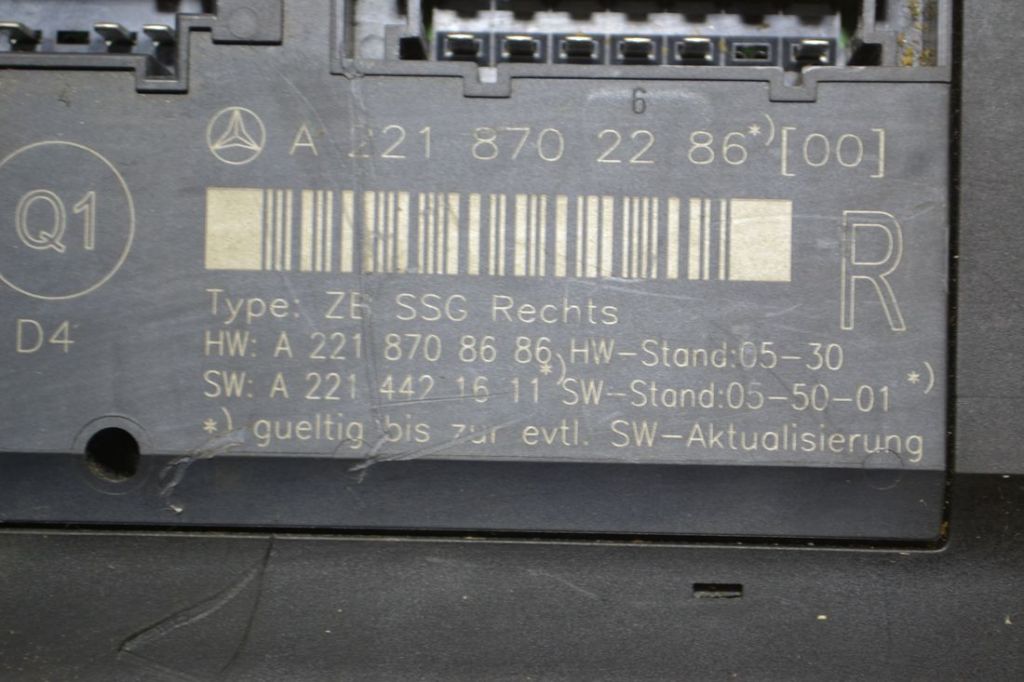 6
A 221 870 22 86*)[00]
Q1
R
D4
Type: ZB SSG Rechts
HW: A 221 870 86 86 HW-Stand:05-30
SW: A 221 442 16 11*) SW-Stand:05-50-01 *)
*) gueltig bis zur evtl. SW-Aktualisierung